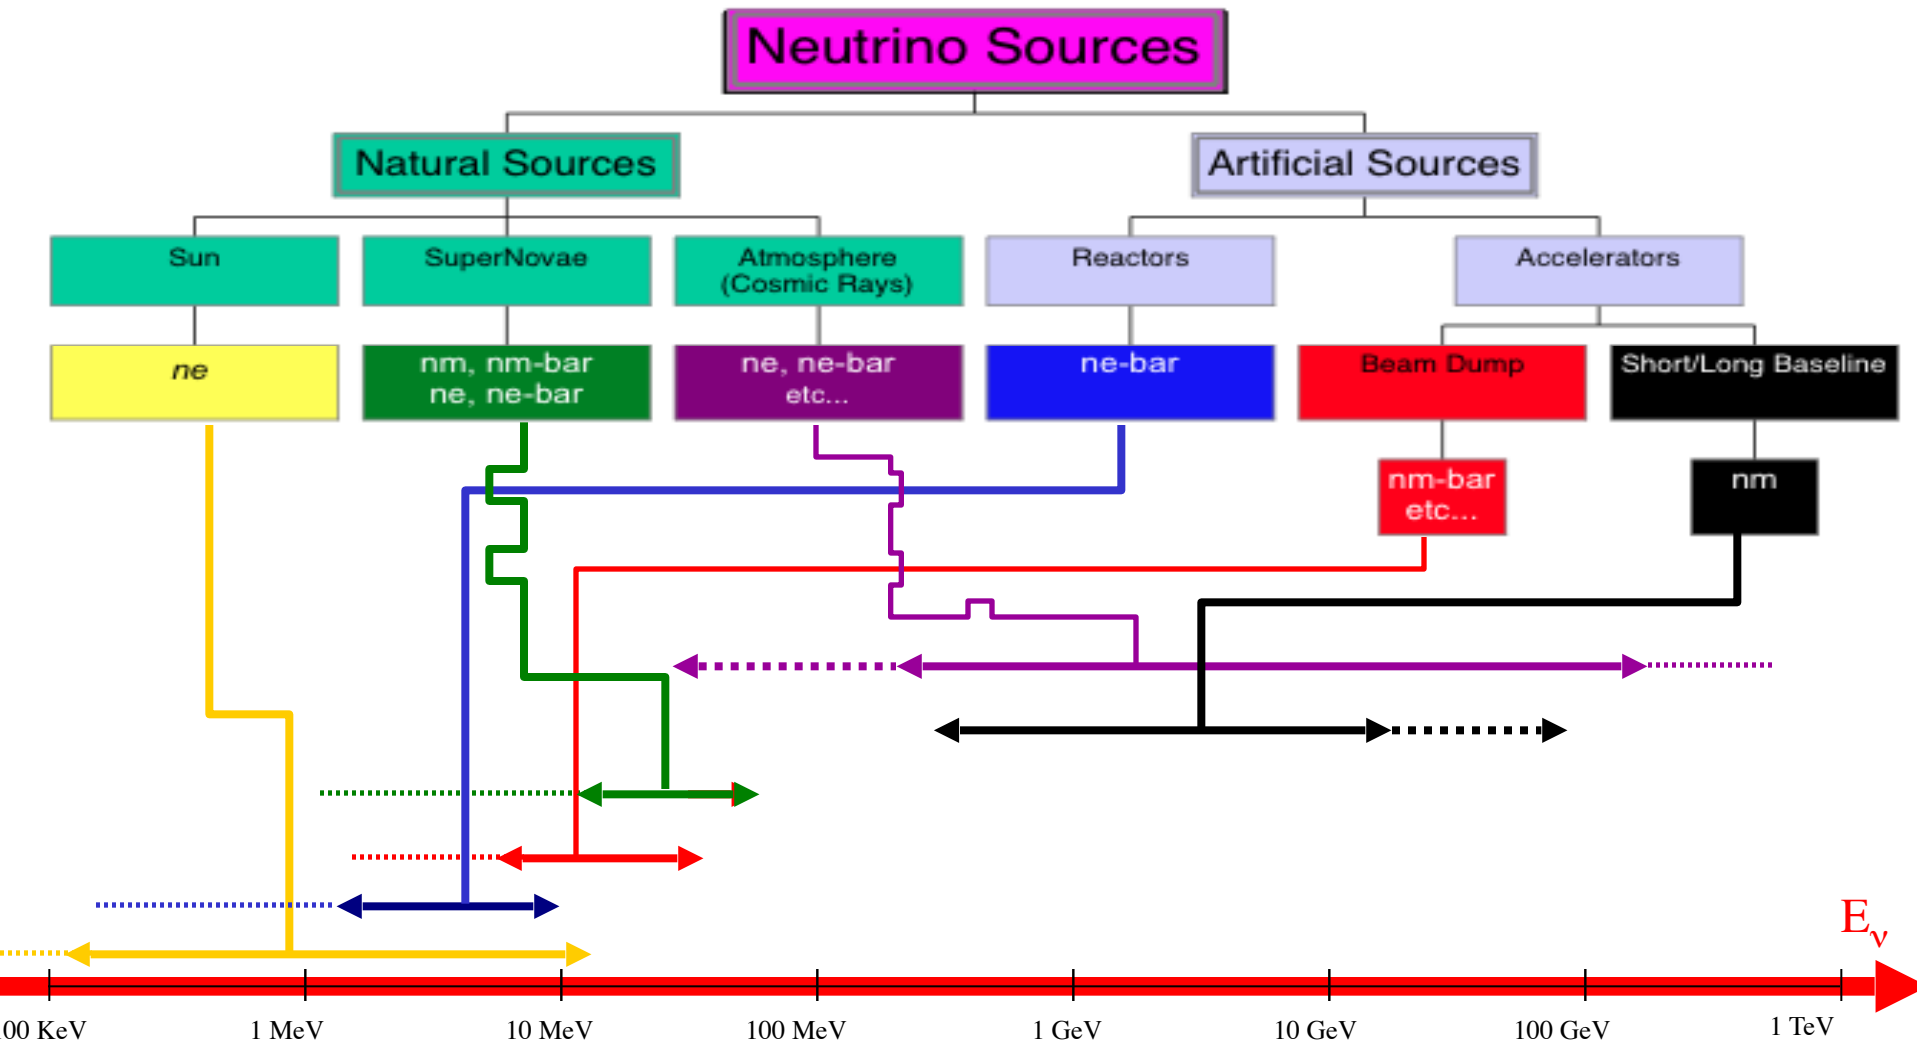 Neutrino Sources
Natural Sources
Artificial Sources
Sun
SuperNovae
Atmosphere
(Cosmic Rays)
Reactors
Accelerators
ne
nm, nm-bar
ne, ne-bar
ne, ne-bar
etc...
ne-bar
Beam Dump
Short/Long Baseline
nm-bar
etc...
nm
Eν
00 KeV
1 MeV
10 MeV
100 MeV
1 GeV
10 GeV
100 GeV
1 TeV